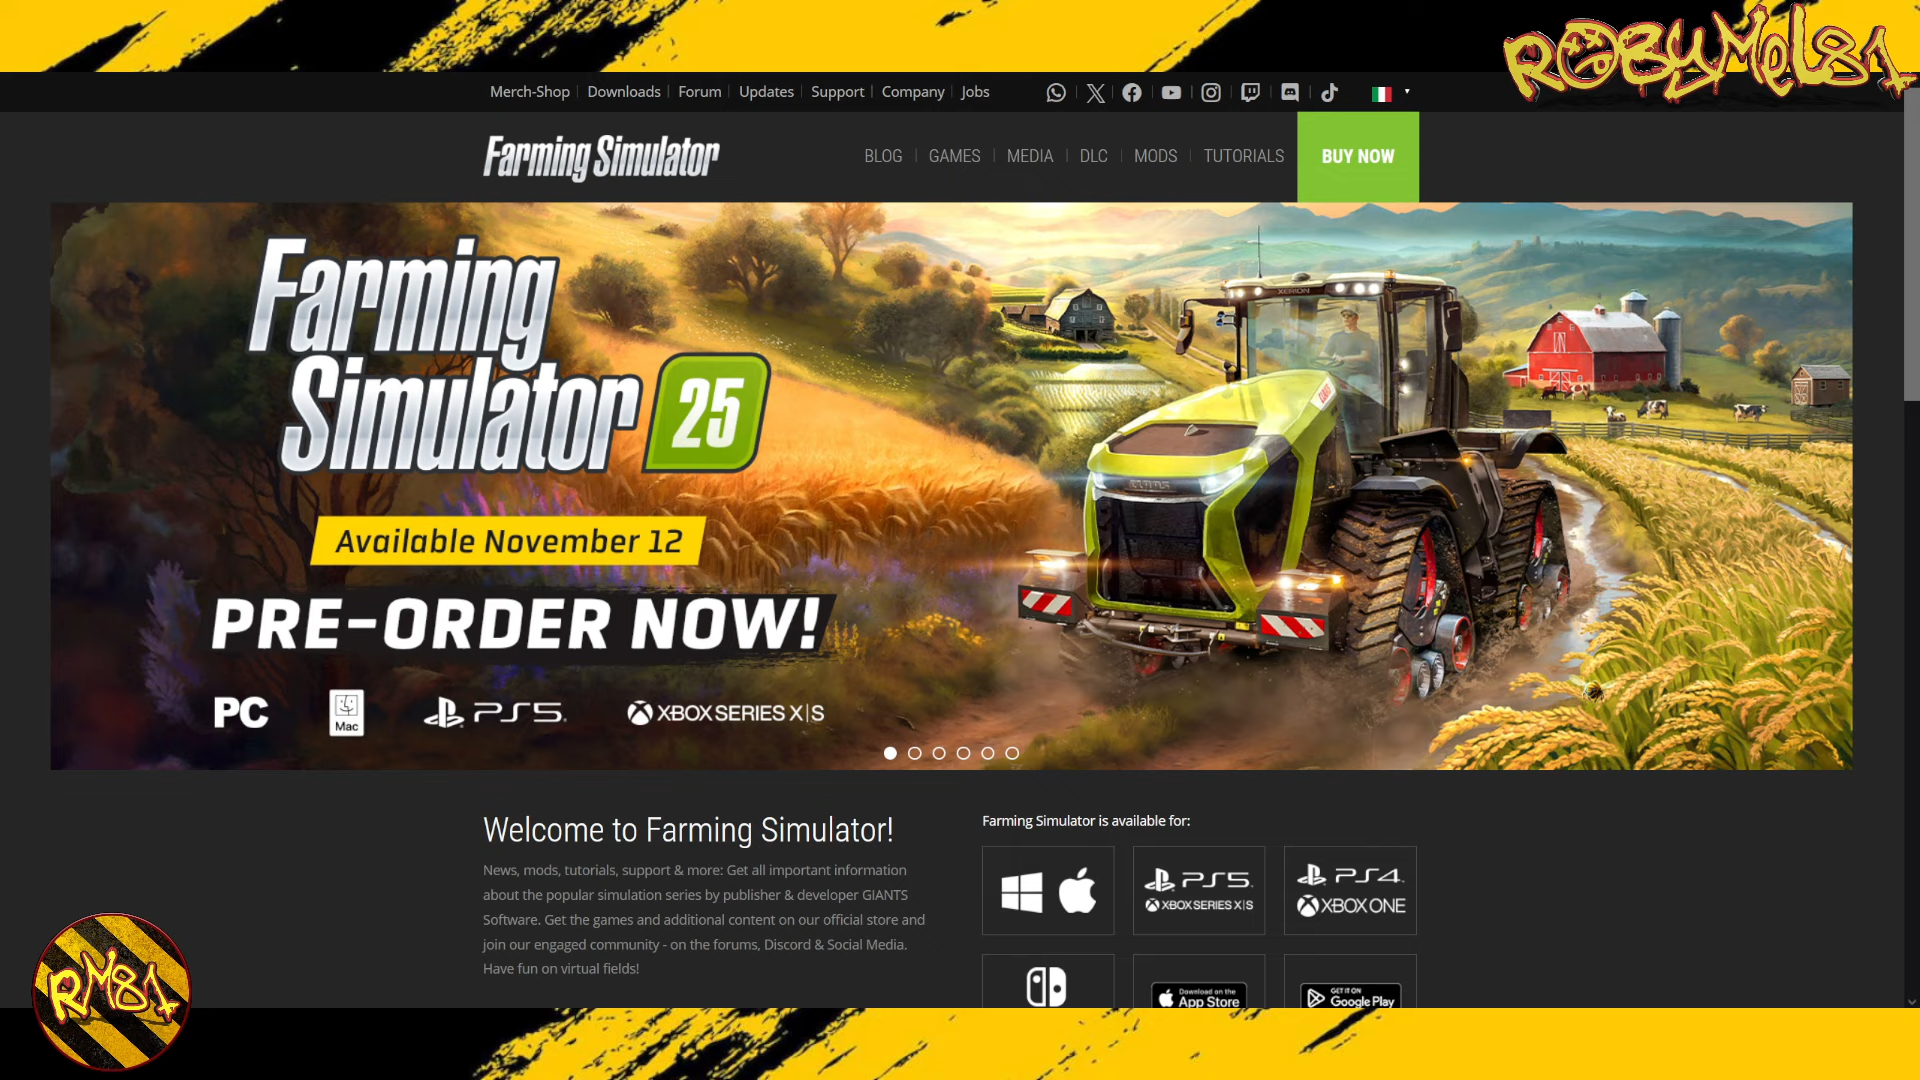 RobyMel81
Merch-Shop Downloads Forum Updates Support Company Jobs
Farming Simulator
BLOG GAMES MEDIA DLC MODS TUTORIALS BUY NOW
Farming
Simulator 25
Available November 12
PRE-ORDER NOW!
PC Mac PS5 XBOX SERIES X|S
XERION
CLAAS
CLAAS
Welcome to Farming Simulator!
News, mods, tutorials, support & more: Get all important information
about the popular simulation series by publisher & developer GIANTS
Software. Get the games and additional content on our official store and
join our engaged community - on the forums, Discord & Social Media.
Have fun on virtual fields!
Farming Simulator is available for:
PS5
XBOX SERIES X|S
PS4
XBOX ONE
Download on the
App Store
GET IT ON
Google Play
RM81